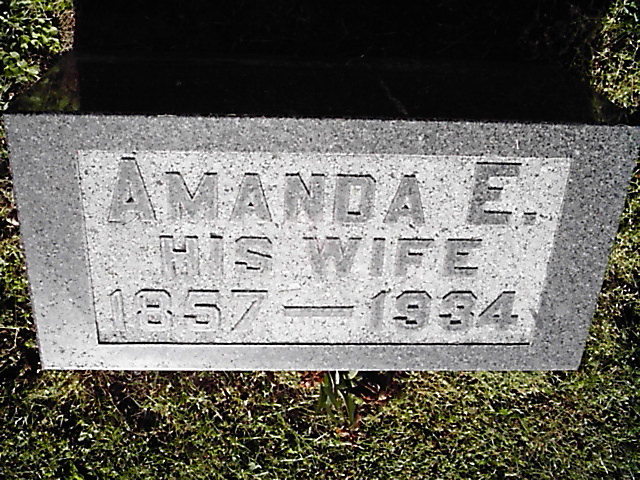 AMANDA E.
HIS WIFE
1857 — 1934